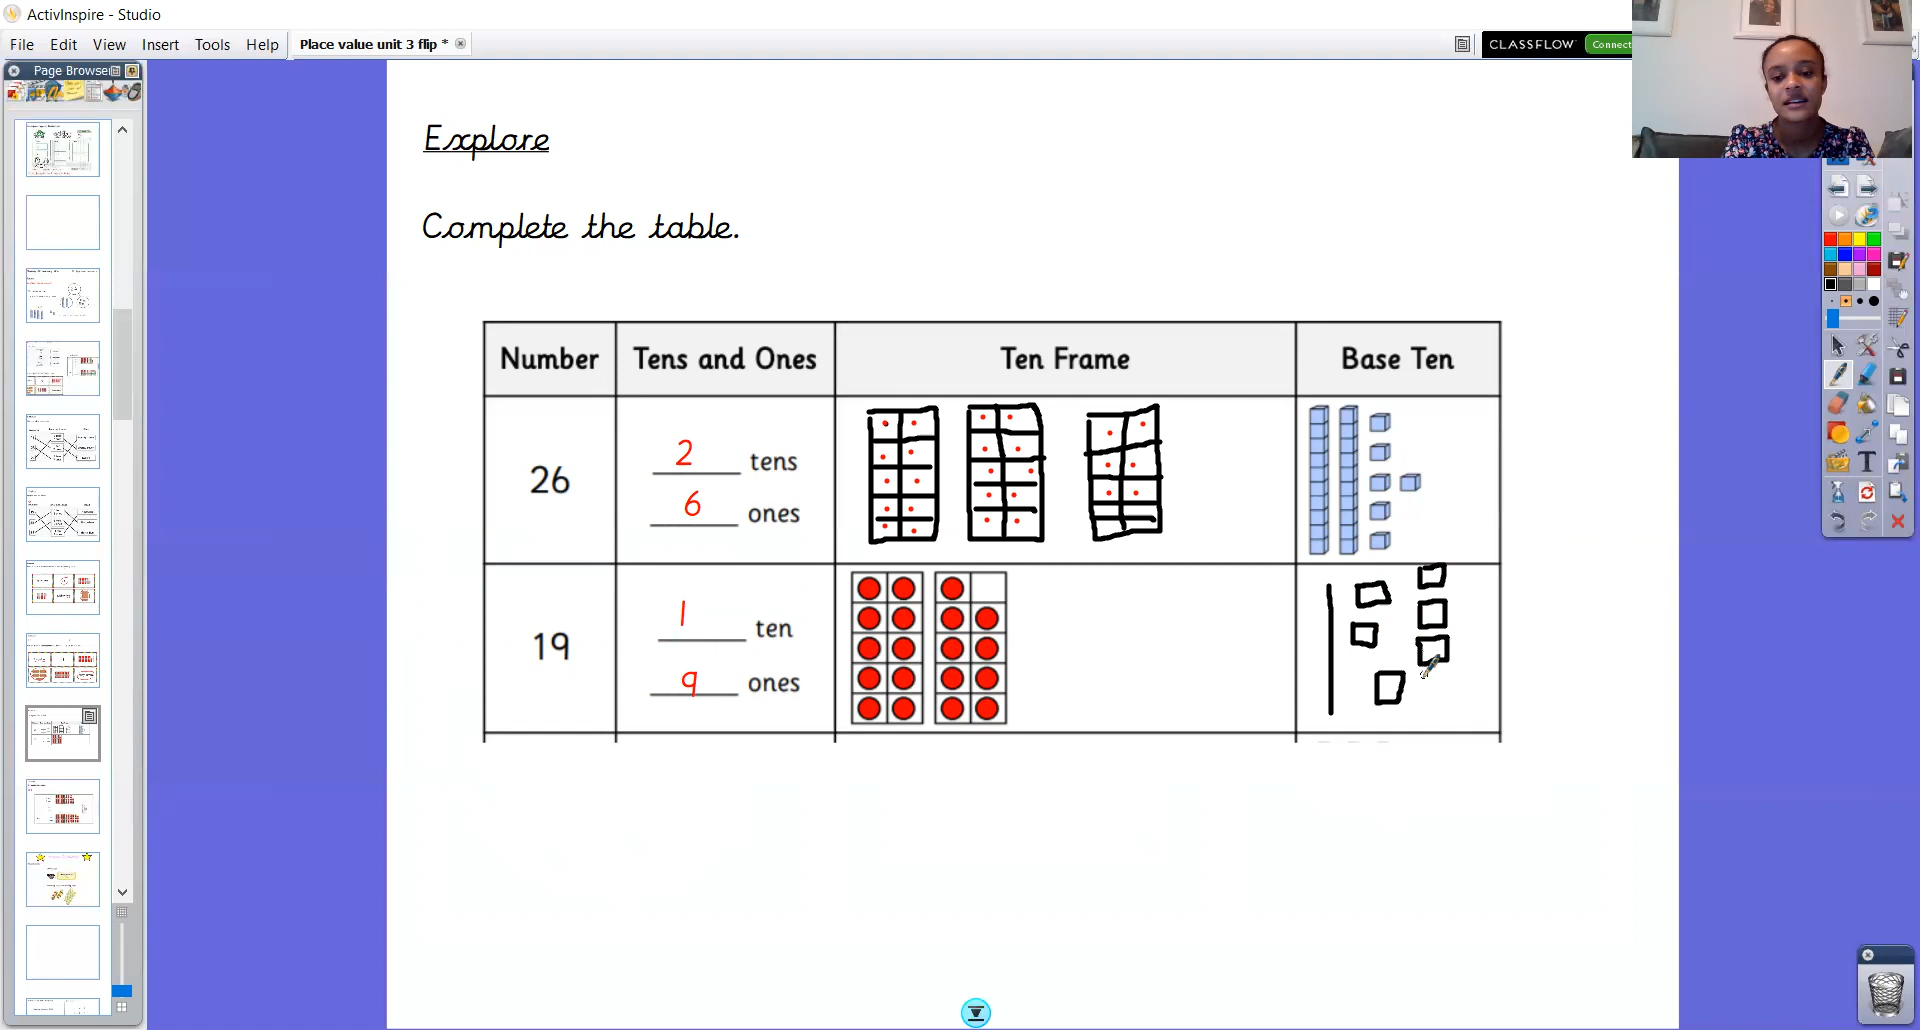 ActivInspire - Studio
File Edit View Insert Tools Help
Place value unit 3 flip *
CLASSFLOW Connect
Page Browser
Explore
Complete the table.
Number Tens and Ones Ten Frame Base Ten
26
2 tens
6 ones
19
1 ten
9 ones
T